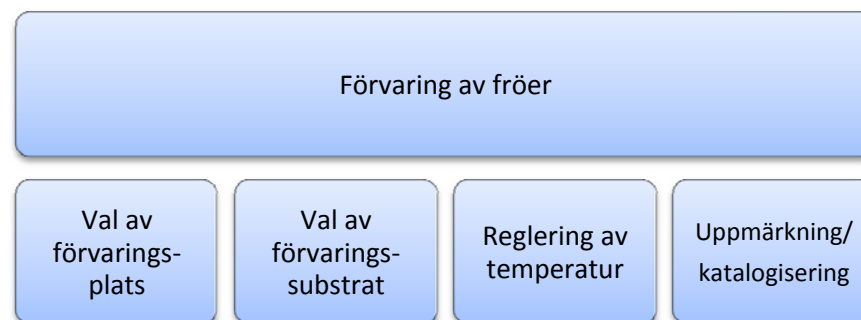 Förvaring av fröer
Val av
förvarings-
plats
Val av
förvarings-
substrat
Reglering av
temperatur
Uppmärkning/
katalogisering